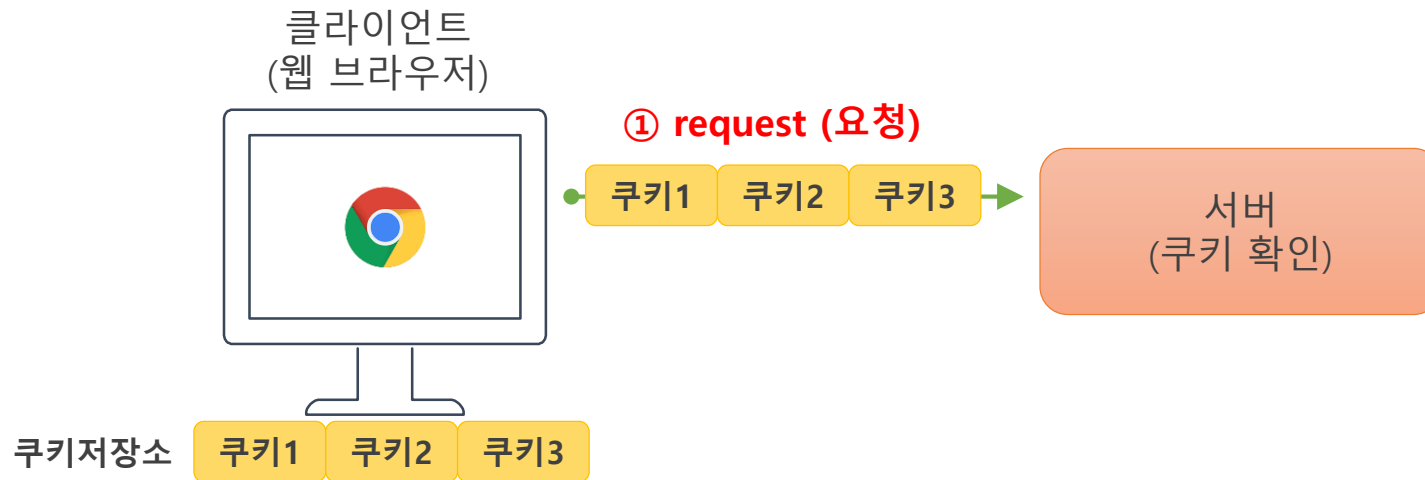 클라이언트
(웹 브라우저)
① request (요청)
쿠키1 쿠키2 쿠키3
서버
(쿠키 확인)
쿠키저장소 쿠키1 쿠키2 쿠키3